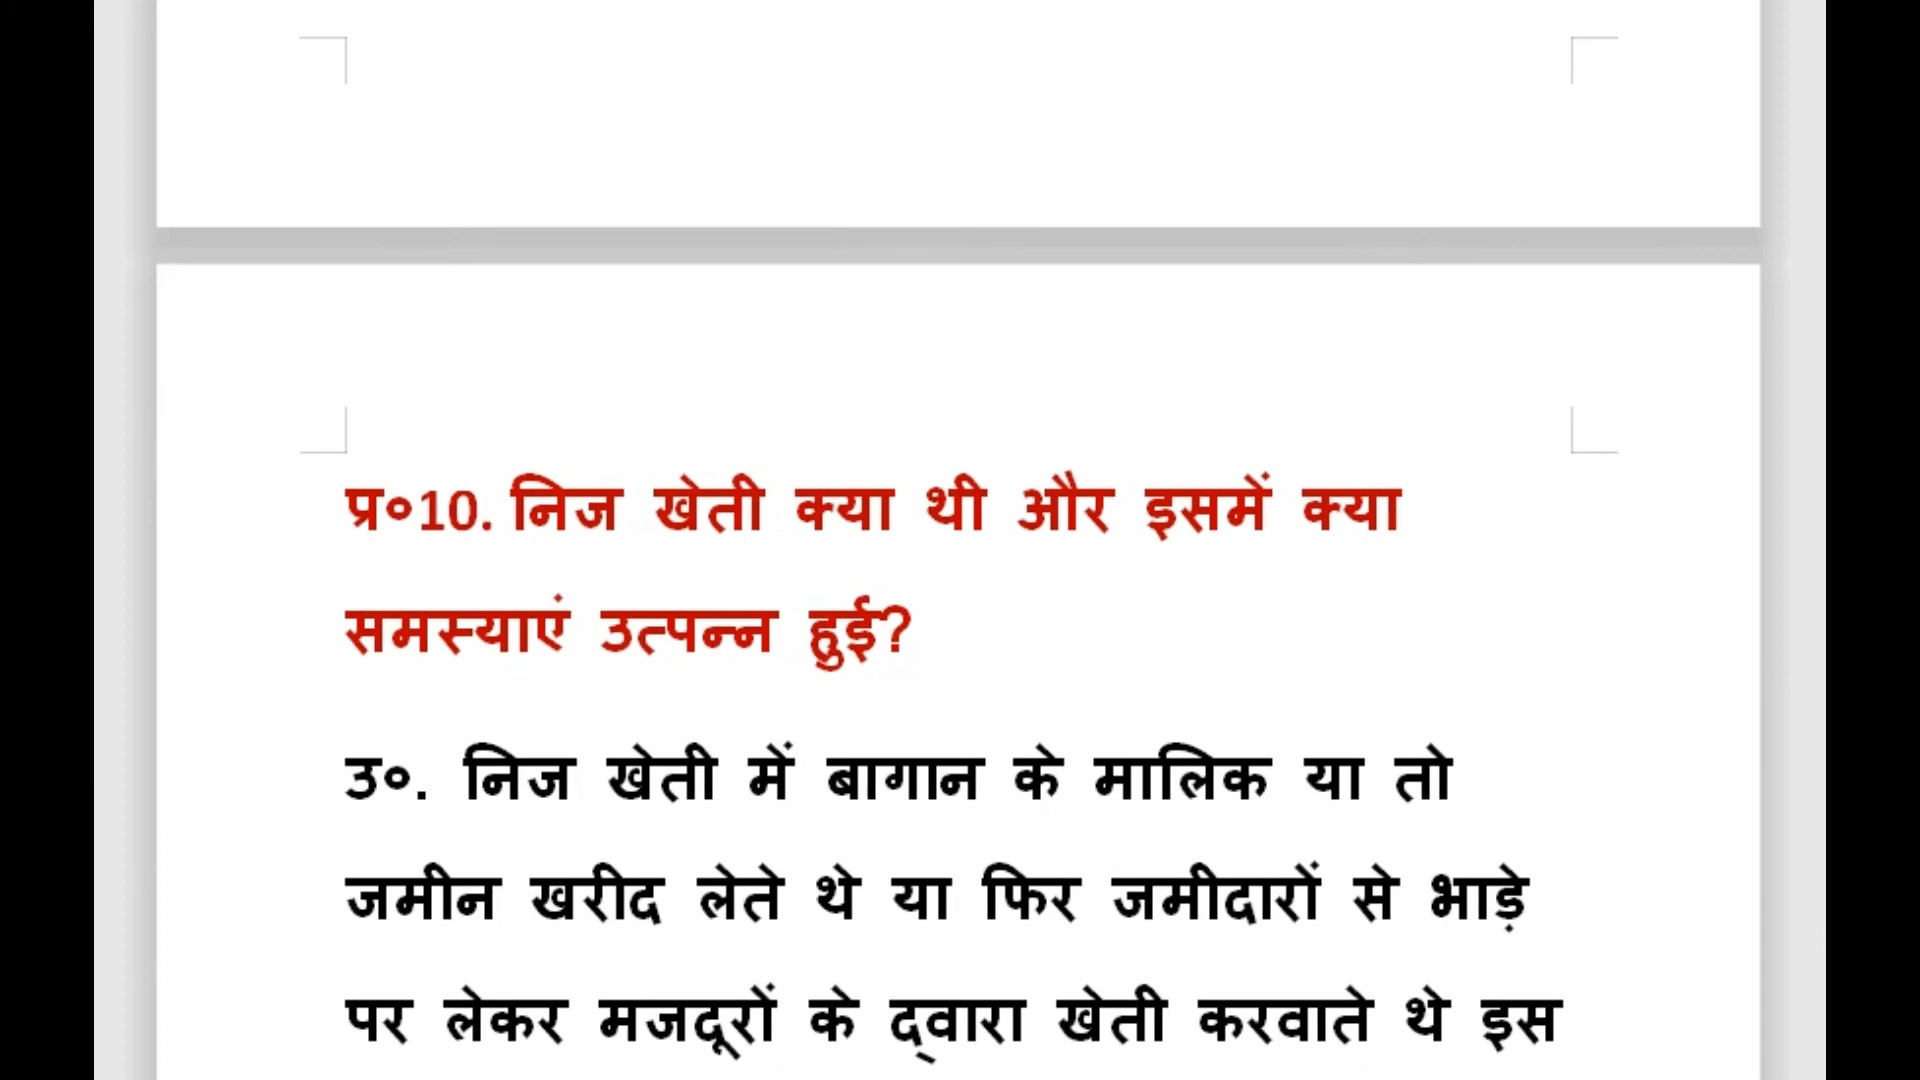 प्र०10. निज खेती क्या थी और इसमें क्या
समस्याएं उत्पन्न हुई?
उ०. निज खेती में बागान के मालिक या तो
जमीन खरीद लेते थे या फिर जमीदारों से भाड़े
पर लेकर मजदूरों के द्वारा खेती करवाते थे इस